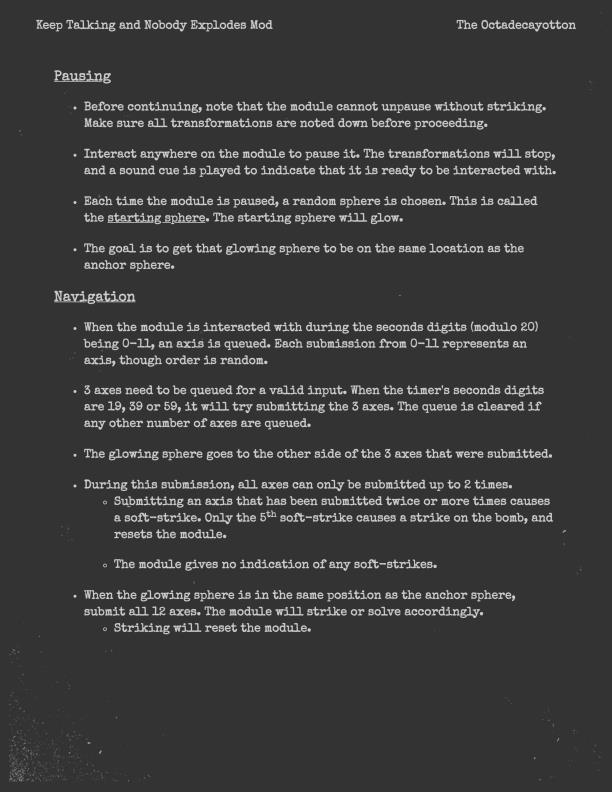 Keep Talking and Nobody Explodes Mod
The Octadecayotton
Pausing
• Before continuing, note that the module cannot unpause without striking.
Make sure all transformations are noted down before proceeding.
• Interact anywhere on the module to pause it. The transformations will stop,
and a sound cue is played to indicate that it is ready to be interacted with.
• Each time the module is paused, a random sphere is chosen. This is called
the starting sphere. The starting sphere will glow.
• The goal is to get that glowing sphere to be on the same location as the
anchor sphere.
Navigation
• When the module is interacted with during the seconds digits (modulo 20)
being 0-11, an axis is queued. Each submission from 0-11 represents an
axis, though order is random.
• 3 axes need to be queued for a valid input. When the timer's seconds digits
are 19, 39 or 59, it will try submitting the 3 axes. The queue is cleared if
any other number of axes are queued.
• The glowing sphere goes to the other side of the 3 axes that were submitted.
• During this submission, all axes can only be submitted up to 2 times.
◦ Submitting an axis that has been submitted twice or more times causes
a soft-strike. Only the 5th soft-strike causes a strike on the bomb, and
resets the module.
◦ The module gives no indication of any soft-strikes.
• When the glowing sphere is in the same position as the anchor sphere,
submit all 12 axes. The module will strike or solve accordingly.
◦ Striking will reset the module.